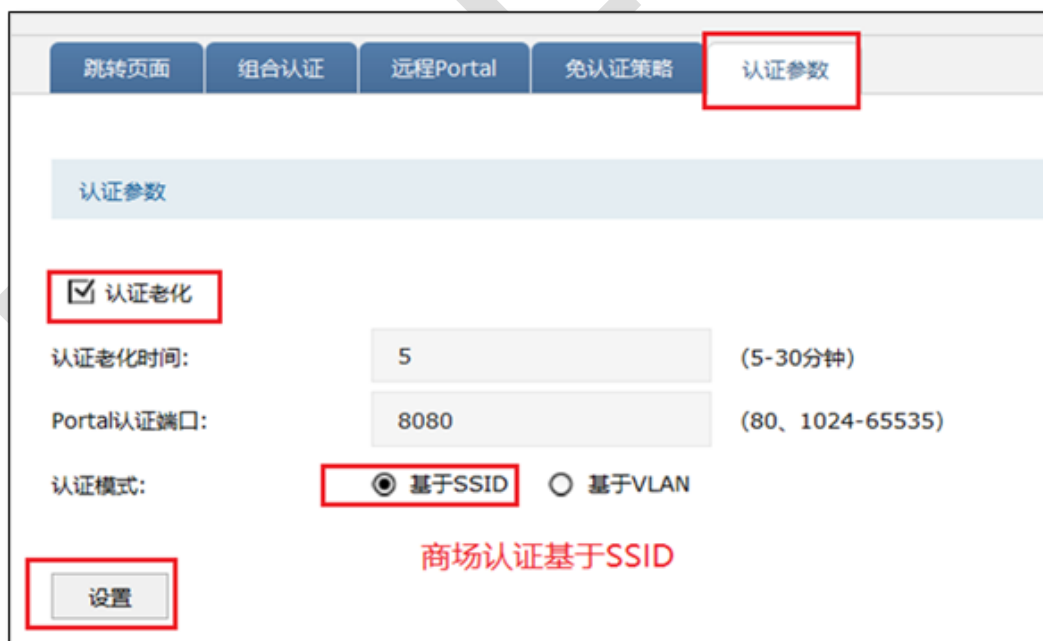 跳转页面 组合认证 远程Portal 免认证策略 认证参数
认证参数
认证老化
认证老化时间: 5 (5-30分钟)
Portal认证端口: 8080 (80、1024-65535)
认证模式: 基于SSID 基于VLAN
商场认证基于SSID
设置